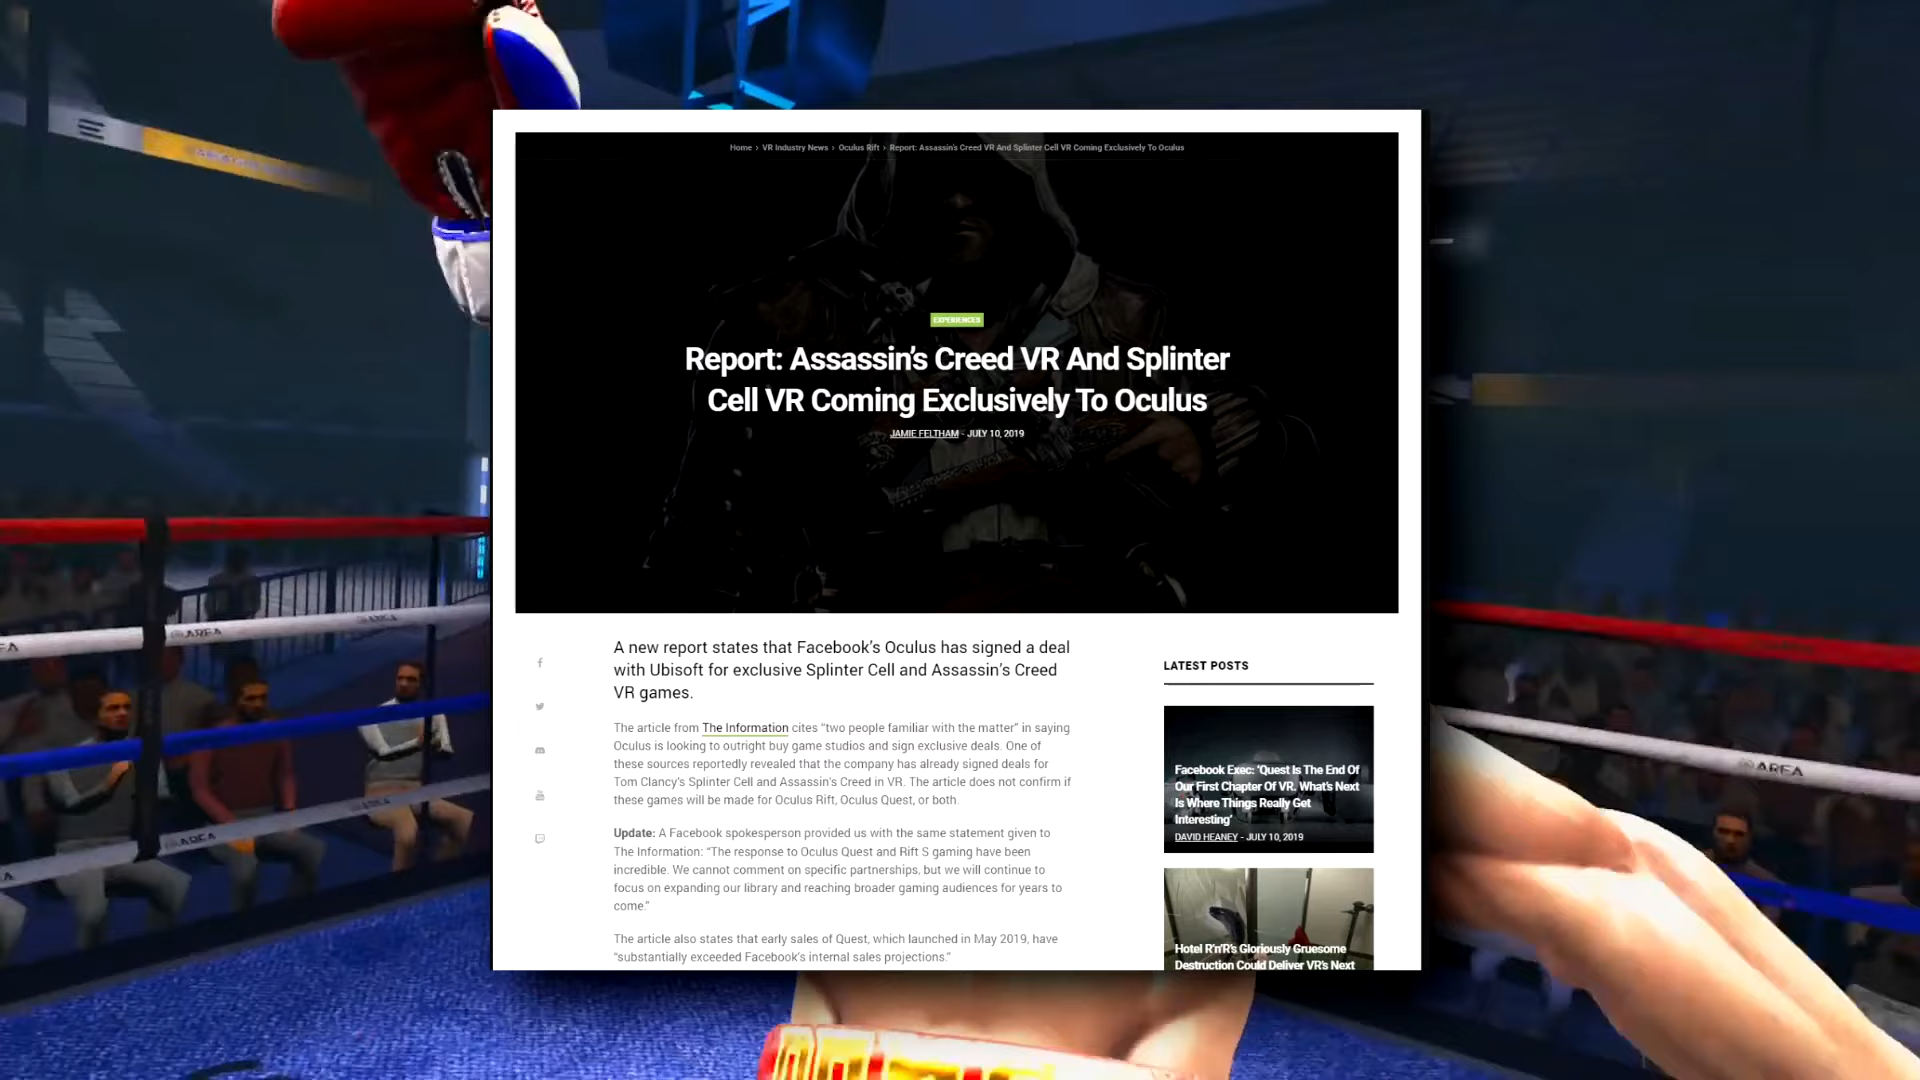 Home › VR Industry News › Oculus Rift › Report: Assassin's Creed VR And Splinter Cell VR Coming Exclusively To Oculus
EXPERIENCES
Report: Assassin's Creed VR And Splinter
Cell VR Coming Exclusively To Oculus
JAMIE FELTHAM - JULY 10, 2019
A new report states that Facebook's Oculus has signed a deal
with Ubisoft for exclusive Splinter Cell and Assassin's Creed
VR games.
The article from The Information cites “two people familiar with the matter” in saying
Oculus is looking to outright buy game studios and sign exclusive deals. One of
these sources reportedly revealed that the company has already signed deals for
Tom Clancy's Splinter Cell and Assassin's Creed in VR. The article does not confirm if
these games will be made for Oculus Rift, Oculus Quest, or both.
Update: A Facebook spokesperson provided us with the same statement given to
The Information: “The response to Oculus Quest and Rift S gaming have been
incredible. We cannot comment on specific partnerships, but we will continue to
focus on expanding our library and reaching broader gaming audiences for years to
come.”
The article also states that early sales of Quest, which launched in May 2019, have
“substantially exceeded Facebook's internal sales projections.”
LATEST POSTS
Facebook Exec: ‘Quest Is The End Of
Our First Chapter Of VR. What's Next
Is Where Things Really Get
Interesting’
DAVID HEANEY - JULY 10, 2019
Hotel R'n'R's Gloriously Gruesome
Destruction Could Deliver VR's Next
AREA
AREA
AREA
AREA